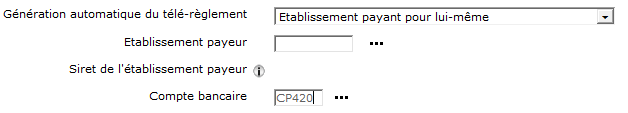 Génération automatique du télé-règlement Etablissement payant pour lui-même
Etablissement payeur
Siret de l'établissement payeur
Compte bancaire CP420